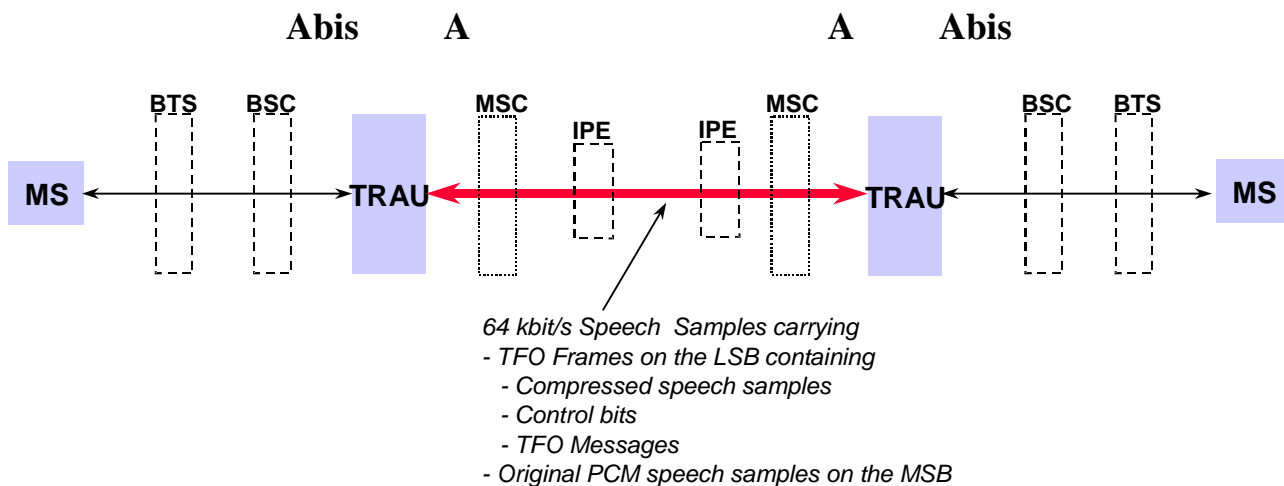 Abis A A Abis
BTS BSC MSC IPE IPE MSC BSC BTS
MS TRAU TRAU MS
64 kbit/s Speech Samples carrying
- TFO Frames on the LSB containing
- Compressed speech samples
- Control bits
- TFO Messages
- Original PCM speech samples on the MSB